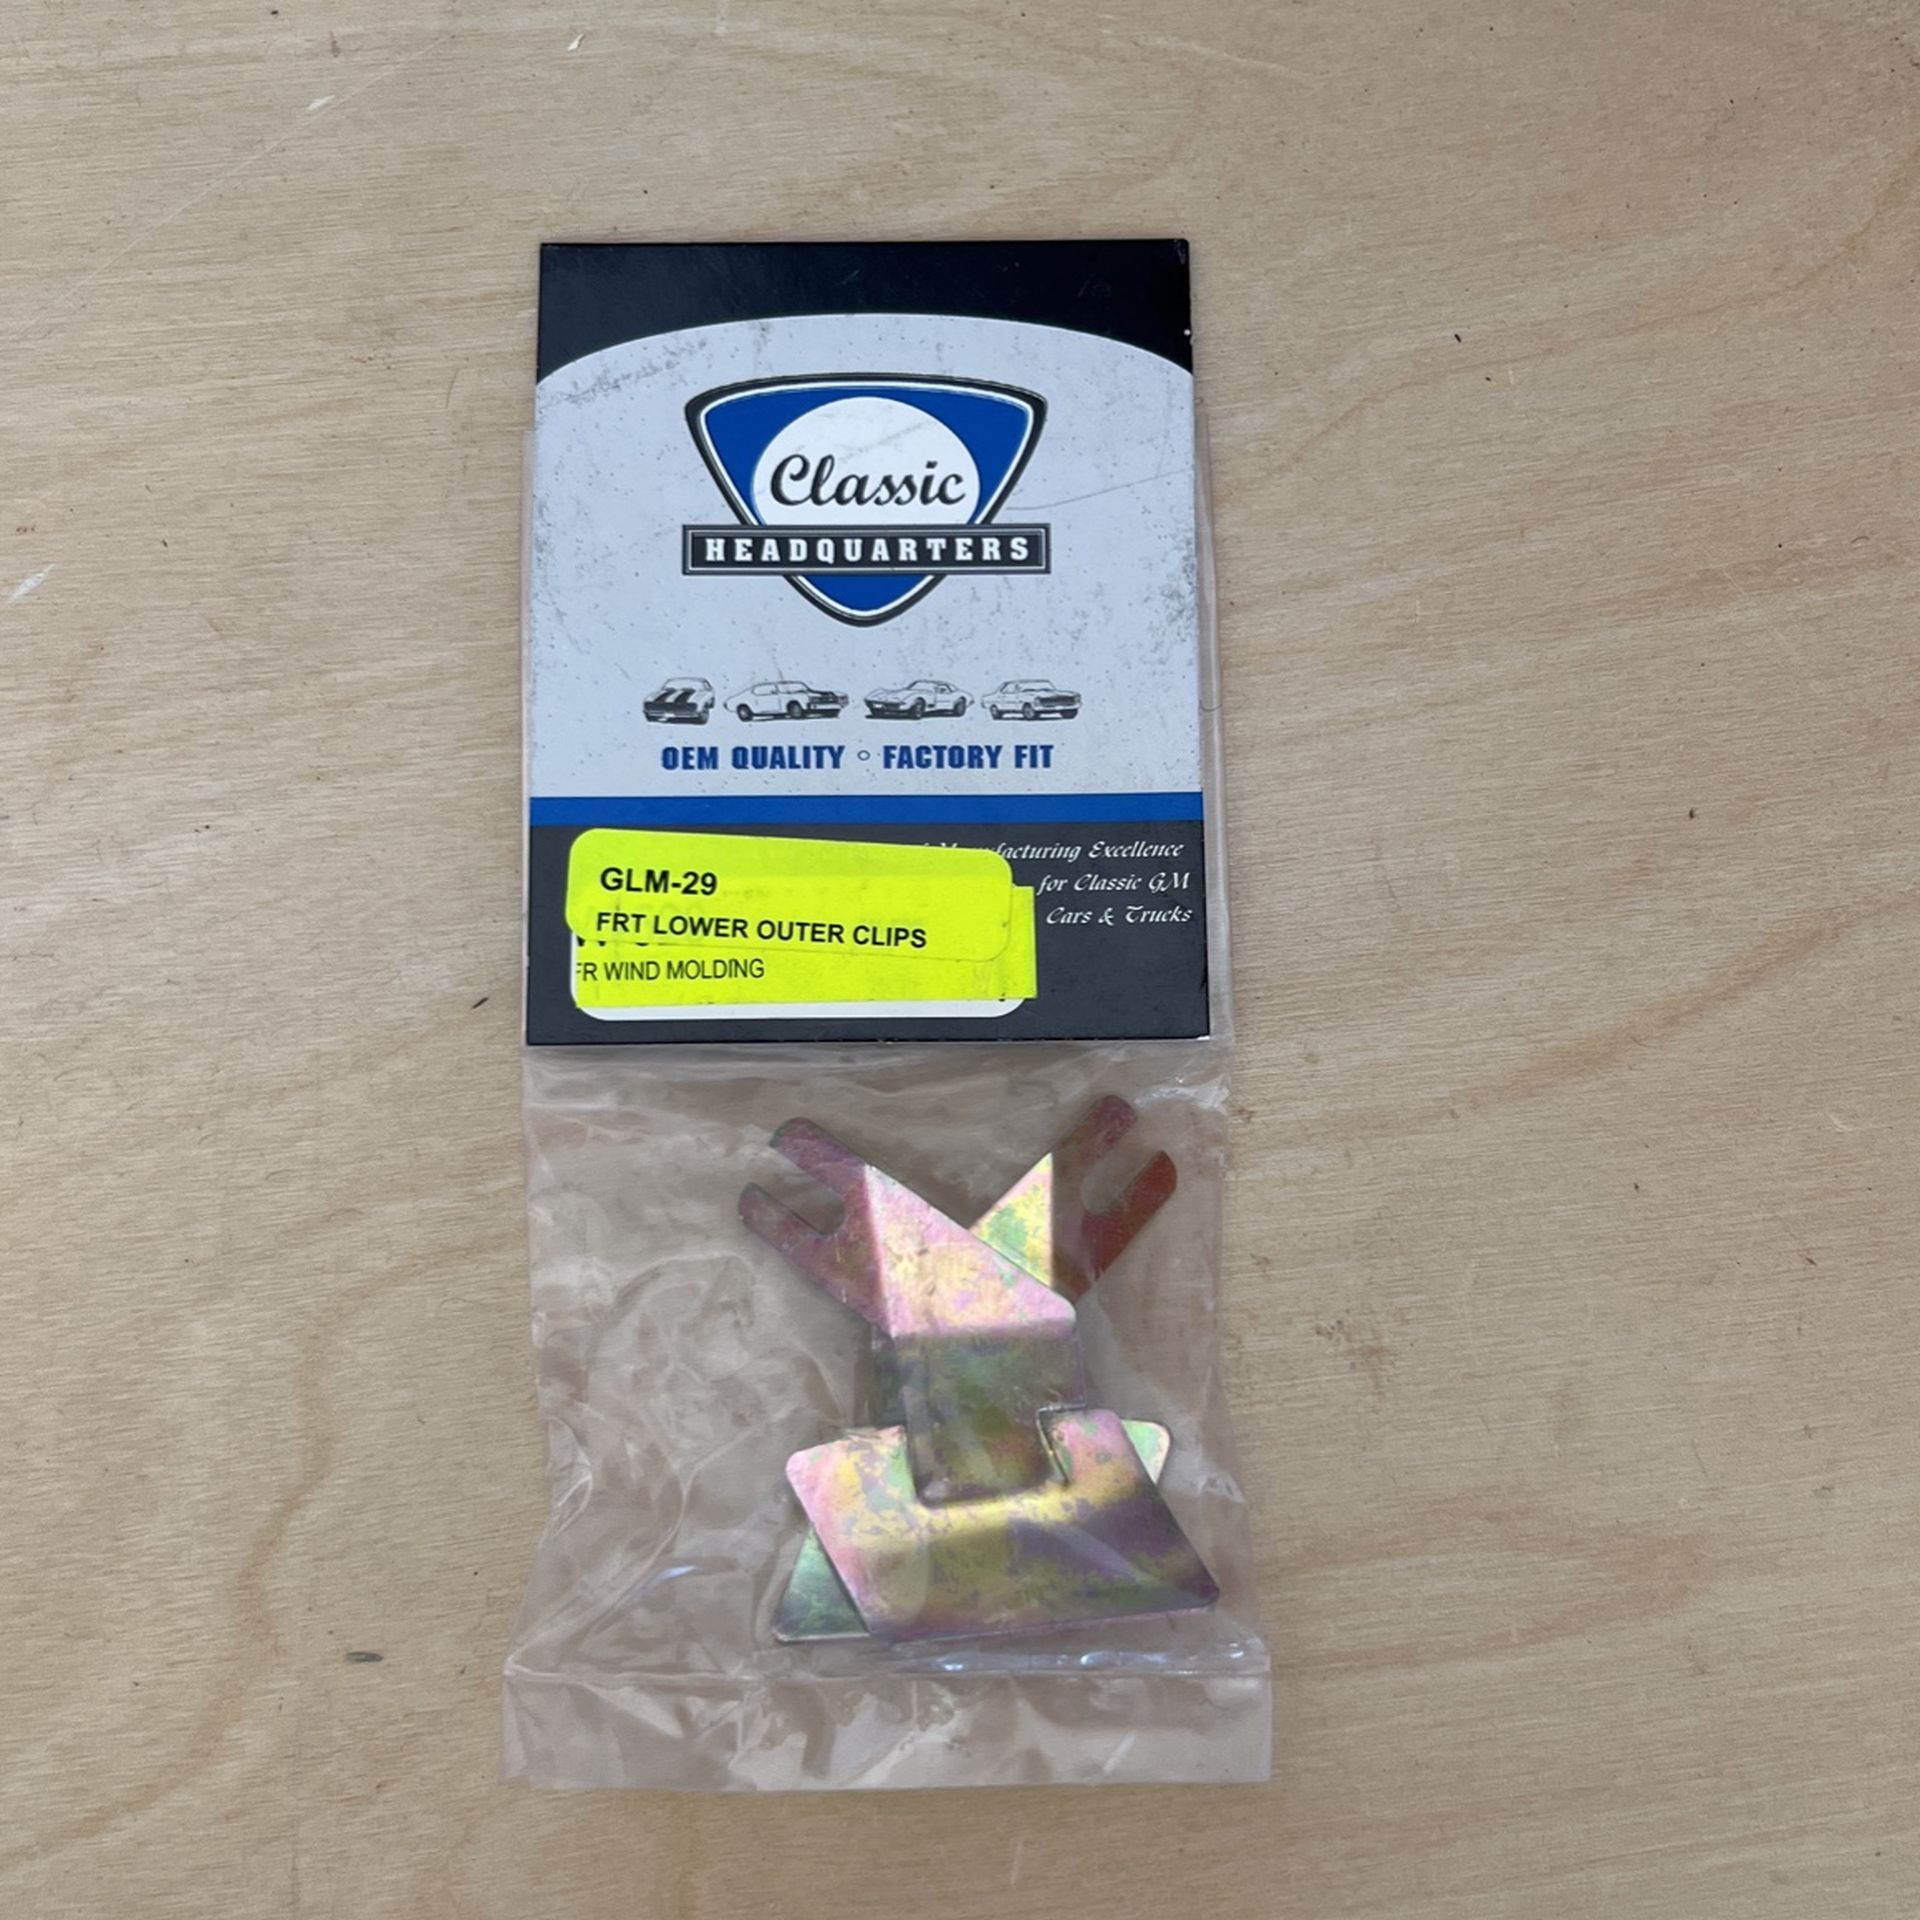 Classic
HEADQUARTERS
OEM QUALITY ◦ FACTORY FIT
Excellence
for Classic GM
Cars & Trucks
GLM-29
FRT LOWER OUTER CLIPS
FR WIND MOLDING